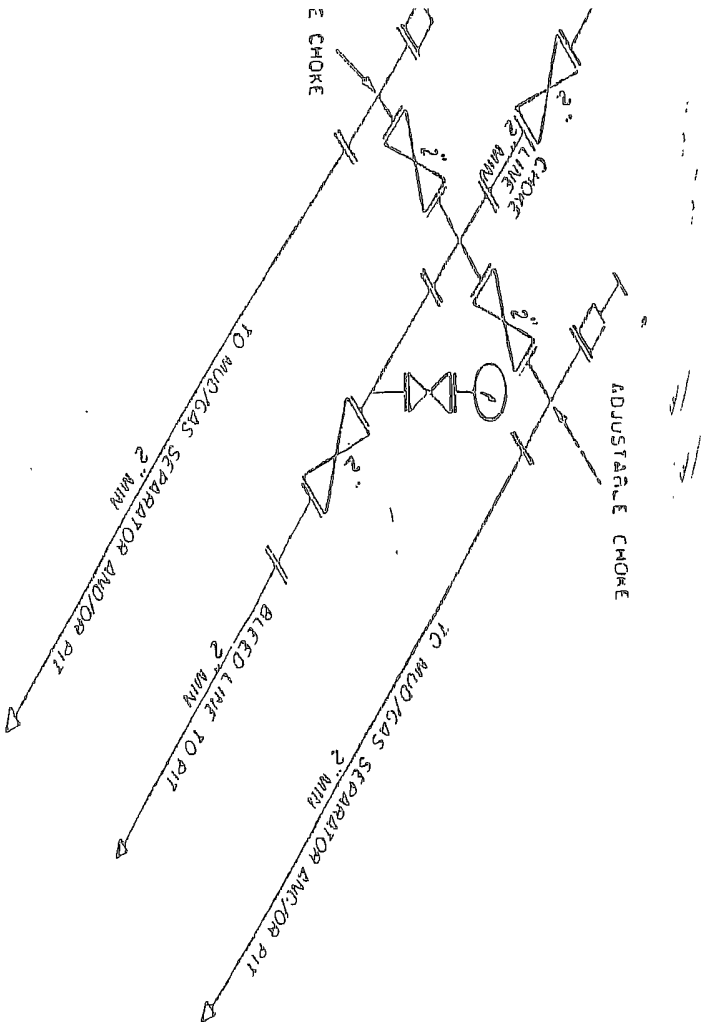 E CHOKE
2"
2"
CHOKE
LINE
2" MIN
2"
ADJUSTABLE CHOKE
2"
TO MUD/GAS SEPARATOR AND/OR PIT
2" MIN
BLEED LINE TO PIT
2" MIN
TO MUD/GAS SEPARATOR AND/OR PIT
2" MIN